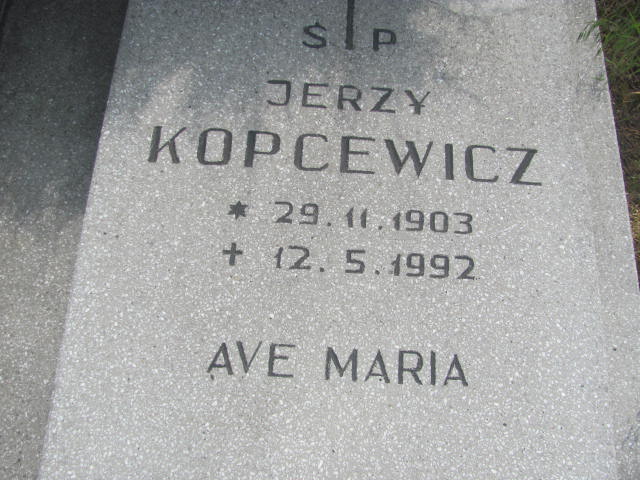 Ś P
JERZY
KOPCEWICZ
* 29.11.1903
+ 12.5.1992
AVE MARIA